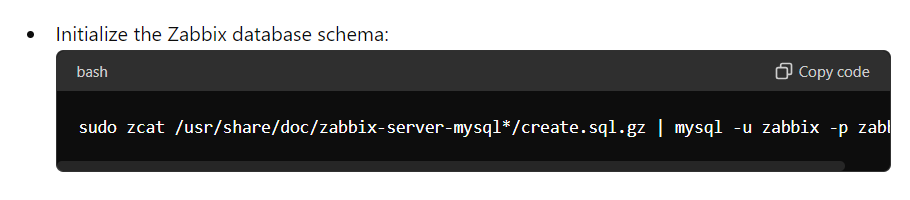 Initialize the Zabbix database schema:
bash
Copy code
sudo zcat /usr/share/doc/zabbix-server-mysql*/create.sql.gz | mysql -u zabbix -p